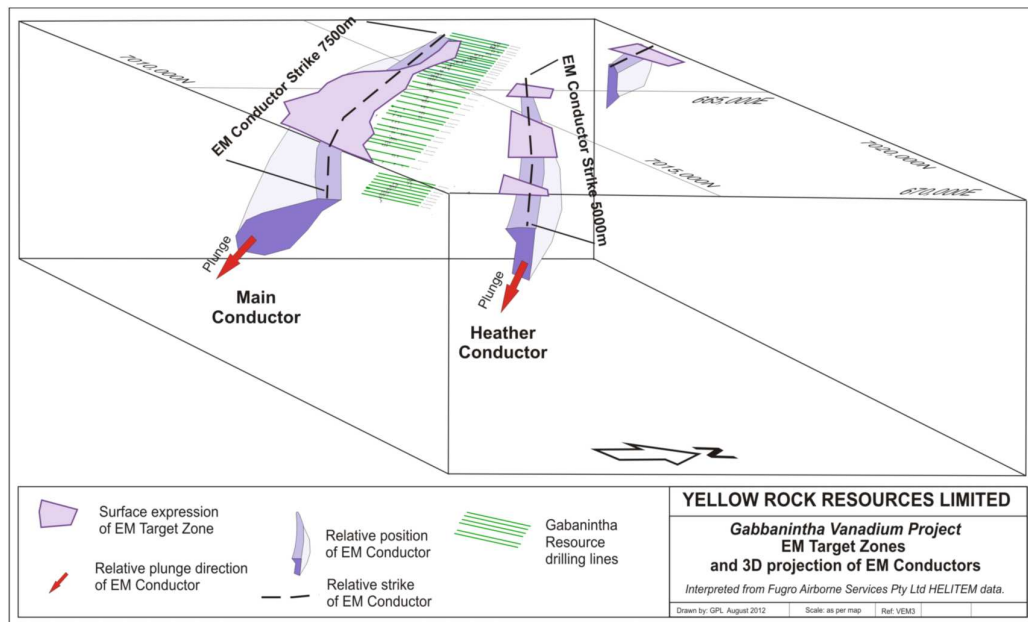 EM Conductor Strike 7500m
7010.000N
EM Conductor Strike 5000m
665.000E
7015.000N
7020.000N
670.000E
Plunge
Main
Conductor
Plunge
Heather
Conductor
N
Surface expression
of EM Target Zone
Relative plunge direction
of EM Conductor
Relative position
of EM Conductor
Relative strike
of EM Conductor
Gabanintha
Resource
drilling lines
YELLOW ROCK RESOURCES LIMITED
Gabbanintha Vanadium Project
EM Target Zones
and 3D projection of EM Conductors
Interpreted from Fugro Airborne Services Pty Ltd HELITEM data.
Drawn by: GPL August 2012
Scale: as per map
Ref: VEM3